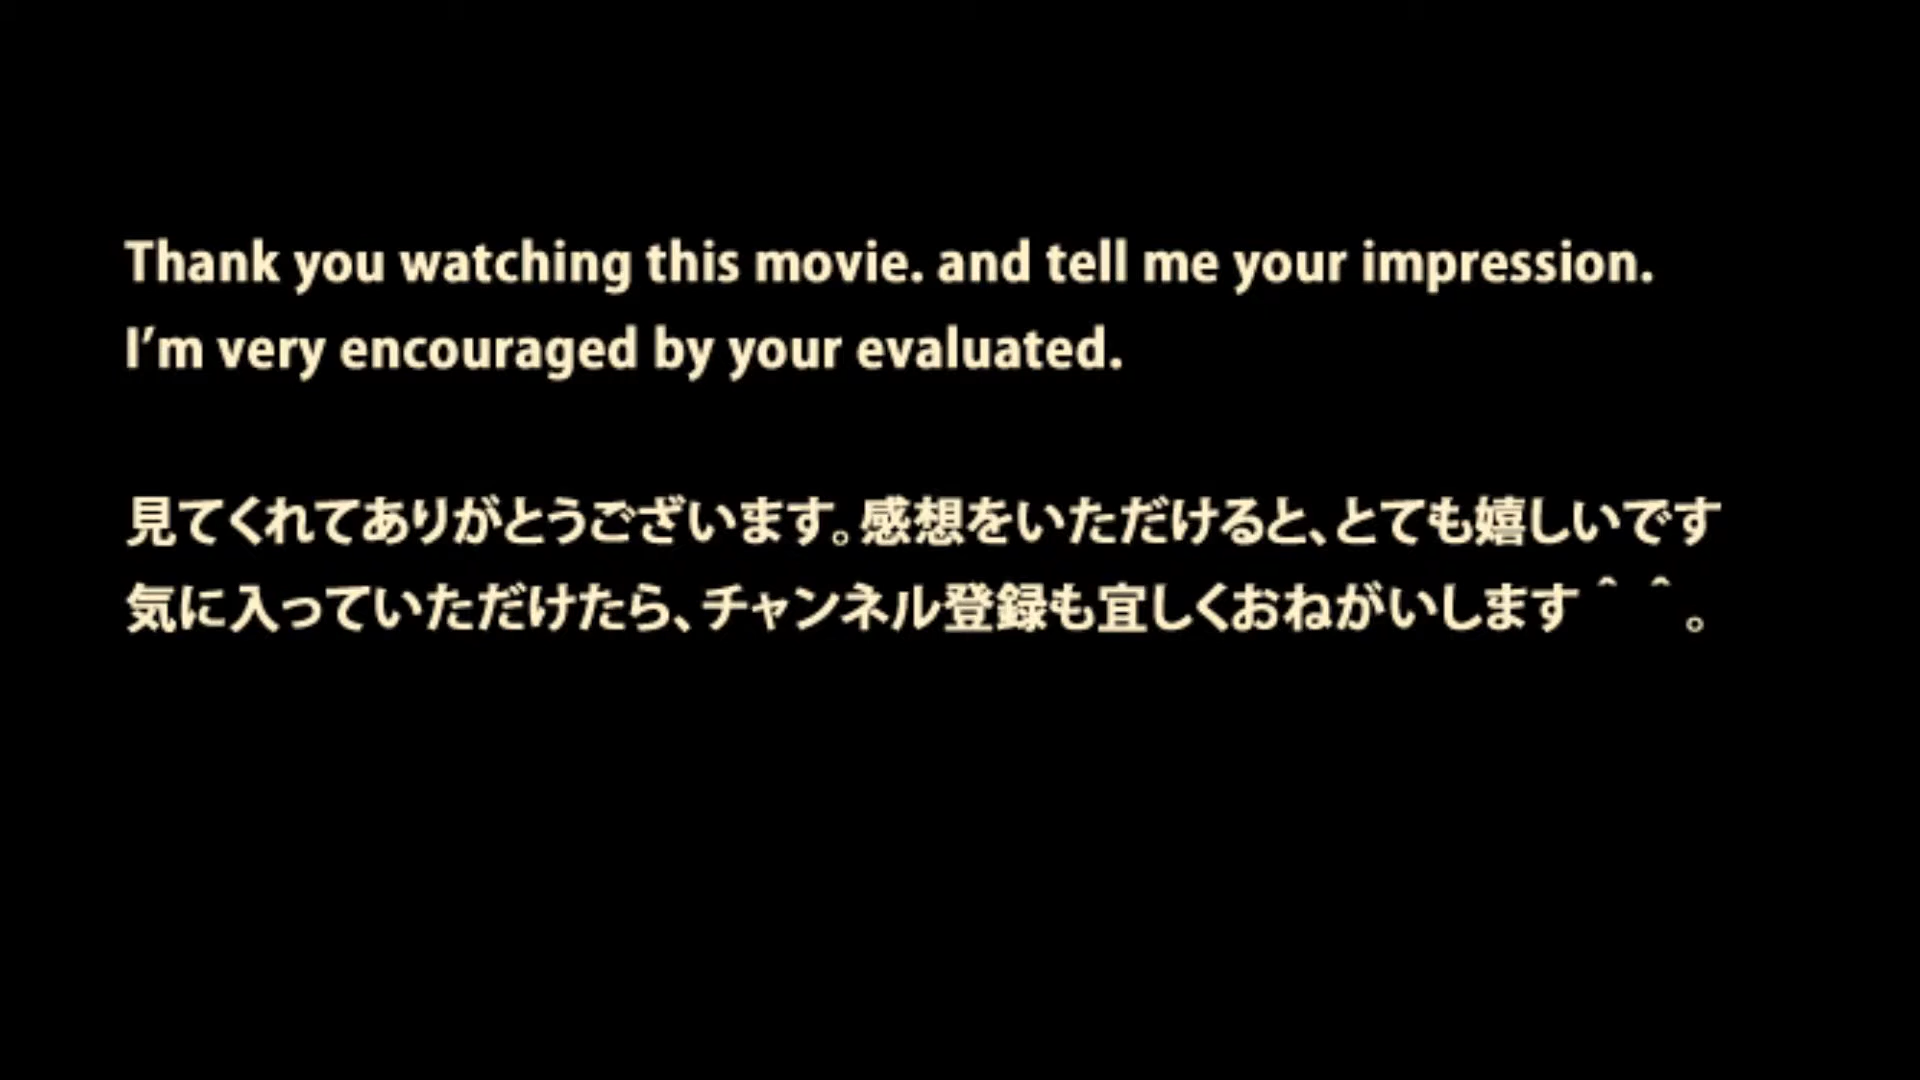 Thank you watching this movie. and tell me your impression.
I’m very encouraged by your evaluated.
見てくれてありがとうございます。感想をいただけると、とても嬉しいです
気に入っていただけたら、チャンネル登録も宜しくおねがいします＾＾。